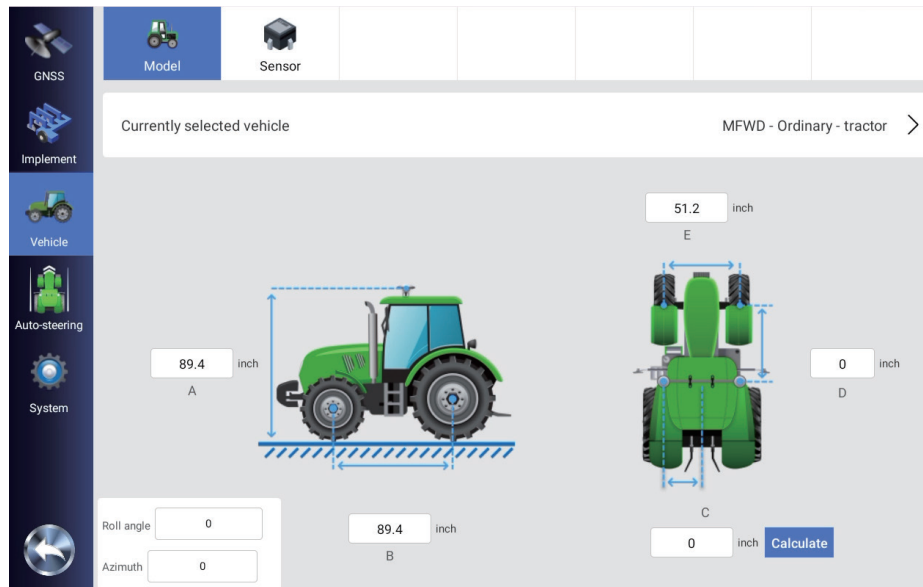 GNSS
Implement
Vehicle
Auto-steering
System
Model
Sensor
Currently selected vehicle
MFWD - Ordinary - tractor
51.2 inch
E
89.4 inch
A
0 inch
D
Roll angle 0
Azimuth 0
89.4 inch
B
C
0 inch Calculate